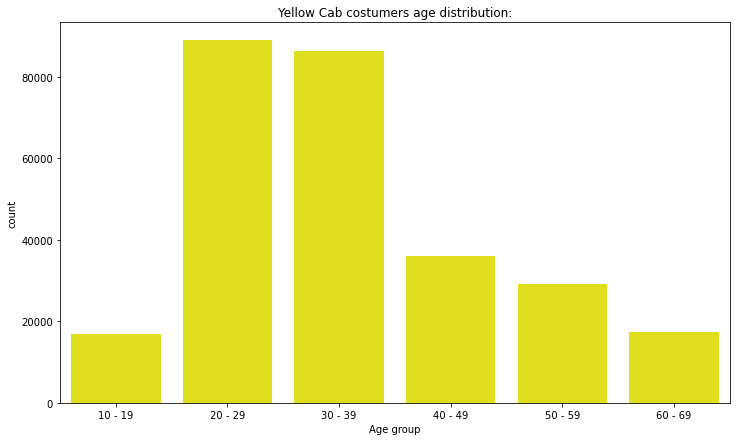 Yellow Cab costumers age distribution:
80000
60000
count
40000
20000
0
10 - 19 20 - 29 30 - 39 40 - 49 50 - 59 60 - 69
Age group